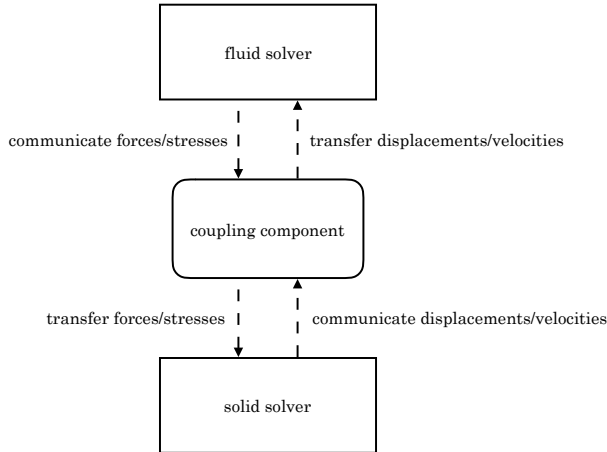 fluid solver
communicate forces/stresses
transfer displacements/velocities
coupling component
transfer forces/stresses
communicate displacements/velocities
solid solver